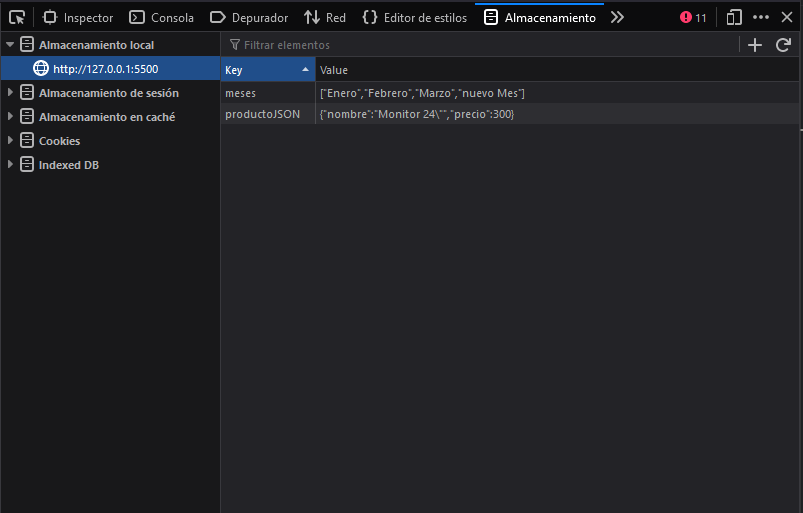 Inspector Consola Depurador Red Editor de estilos Almacenamiento 11
Almacenamiento local
http://127.0.0.1:5500
Almacenamiento de sesión
Almacenamiento en caché
Cookies
Indexed DB
Filtrar elementos
Key Value
meses ["Enero","Febrero","Marzo","nuevo Mes"]
productoJSON {"nombre":"Monitor 24\"","precio":300}